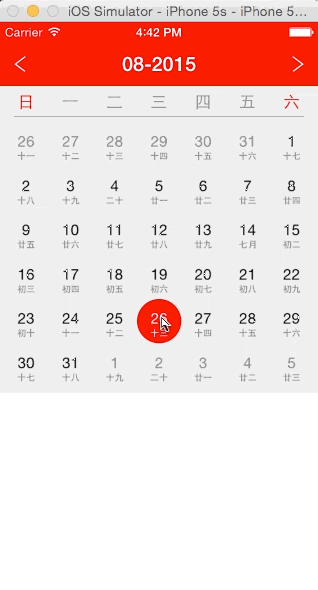 iOS Simulator - iPhone 5s - iPhone 5...
Carrier 4:42 PM
08-2015
日 一 二 三 四 五 六
26 27 28 29 30 31 1
十一 十二 十三 十四 十五 十六 十七
2 3 4 5 6 7 8
十八 十九 二十 廿一 廿二 廿三 廿四
9 10 11 12 13 14 15
廿五 廿六 廿七 廿八 廿九 七月 初二
16 17 18 19 20 21 22
初三 初四 初五 初六 初七 初八 初九
23 24 25 26 27 28 29
初十 十一 十二 十三 十四 十五 十六
30 31 1 2 3 4 5
十七 十八 十九 二十 廿一 廿二 廿三